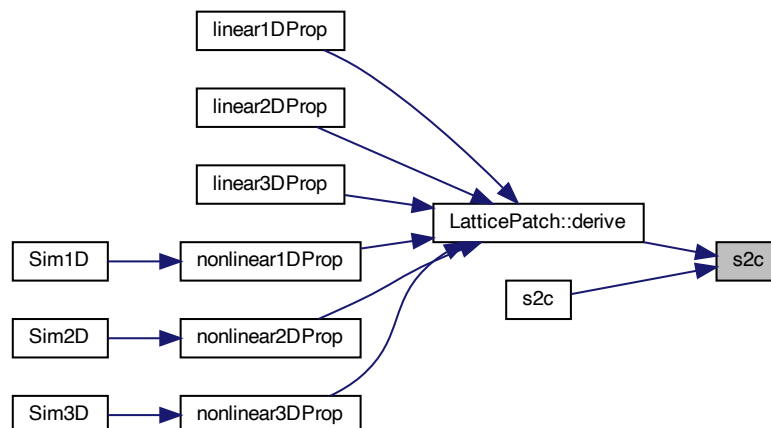 linear1DProp
linear2DProp
linear3DProp
LatticePatch::derive
Sim1D
nonlinear1DProp
s2c
s2c
Sim2D
nonlinear2DProp
Sim3D
nonlinear3DProp